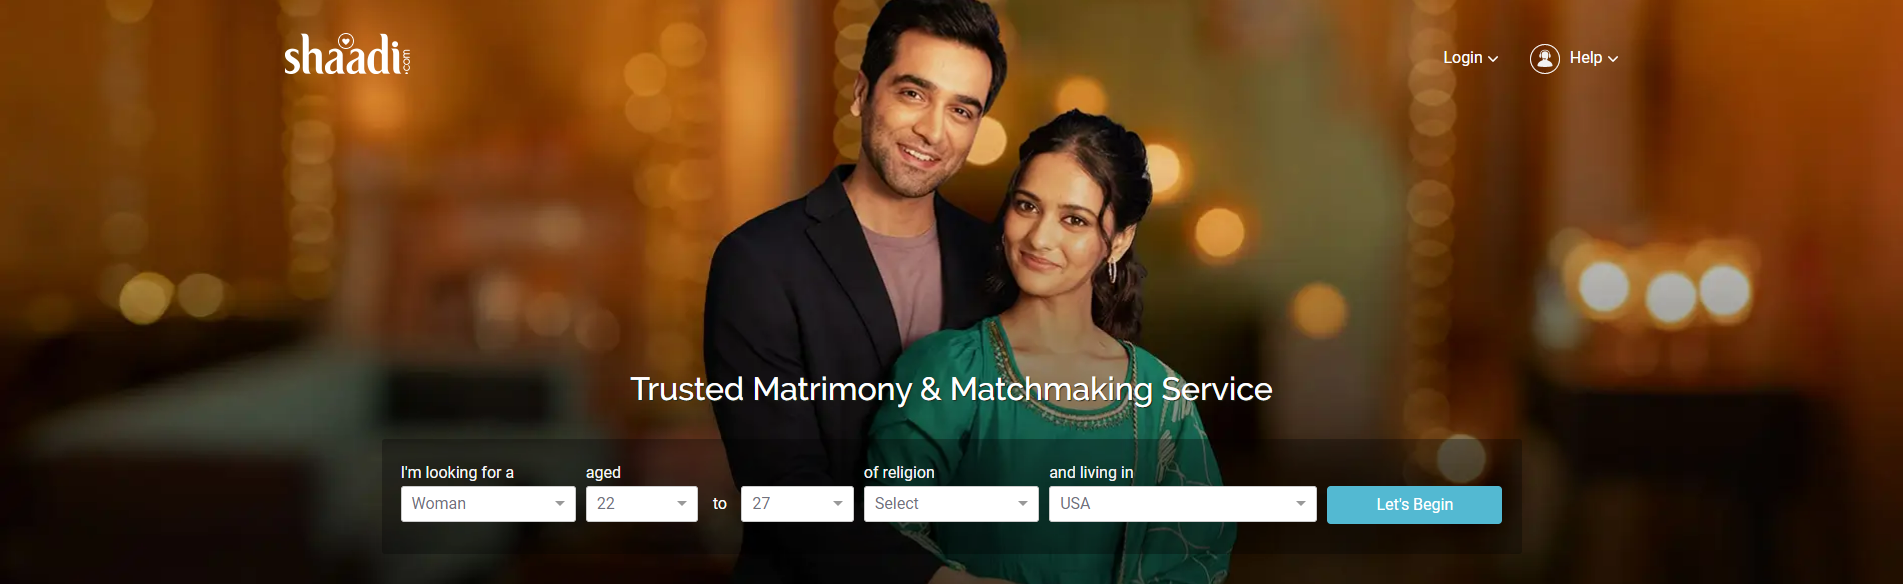 shaadi.com
Login
Help
Trusted Matrimony & Matchmaking Service
I'm looking for a
aged
of religion
and living in
Woman
22
to
27
Select
USA
Let's Begin